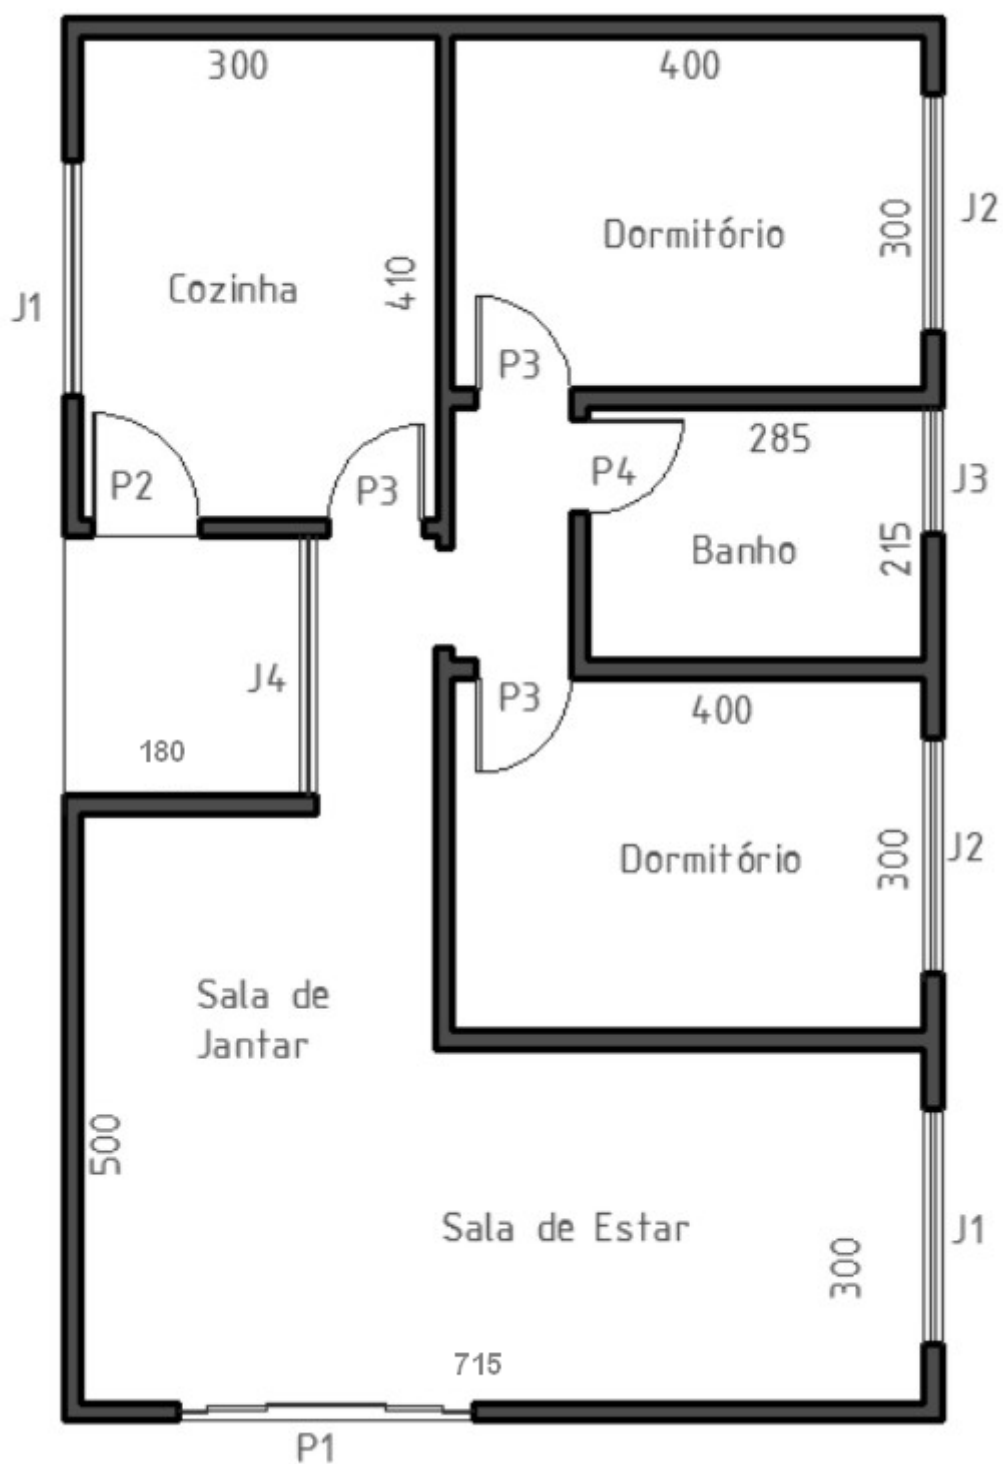 300
400
J2
300
Dormitório
410
Cozinha
J1
P3
285
P4
J3
P2
P3
Banho
215
J4
P3
400
180
J2
300
Dormitório
Sala de
Jantar
500
Sala de Estar
J1
300
715
P1